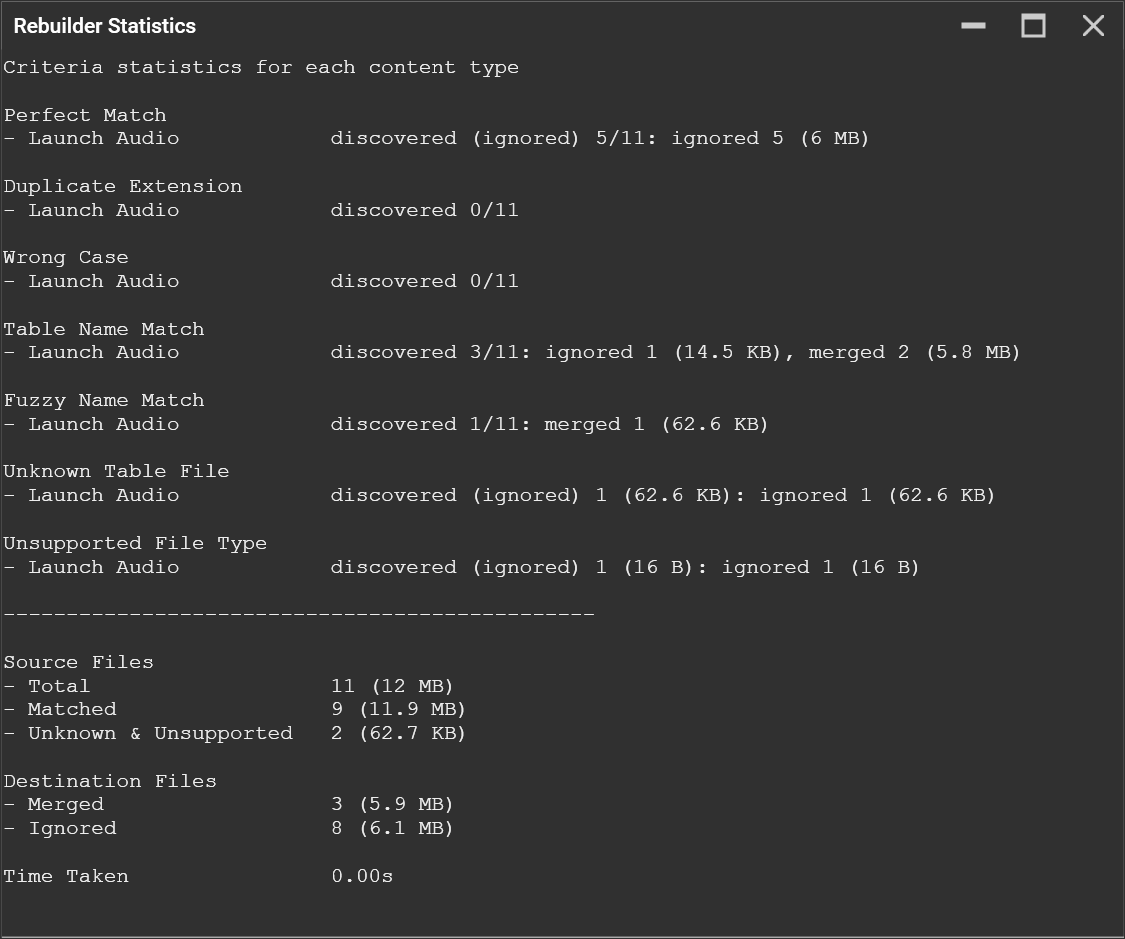 Rebuilder Statistics
Criteria statistics for each content type
Perfect Match
- Launch Audio            discovered (ignored) 5/11: ignored 5 (6 MB)
Duplicate Extension
- Launch Audio            discovered 0/11
Wrong Case
- Launch Audio            discovered 0/11
Table Name Match
- Launch Audio            discovered 3/11: ignored 1 (14.5 KB), merged 2 (5.8 MB)
Fuzzy Name Match
- Launch Audio            discovered 1/11: merged 1 (62.6 KB)
Unknown Table File
- Launch Audio            discovered (ignored) 1 (62.6 KB): ignored 1 (62.6 KB)
Unsupported File Type
- Launch Audio            discovered (ignored) 1 (16 B): ignored 1 (16 B)
-----------------------------------------------
Source Files
- Total                   11 (12 MB)
- Matched                 9 (11.9 MB)
- Unknown & Unsupported   2 (62.7 KB)
Destination Files
- Merged                  3 (5.9 MB)
- Ignored                 8 (6.1 MB)
Time Taken                0.00s